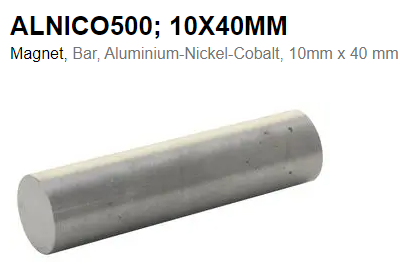 ALNICO500; 10X40MM
Magnet, Bar, Aluminium-Nickel-Cobalt, 10mm x 40 mm